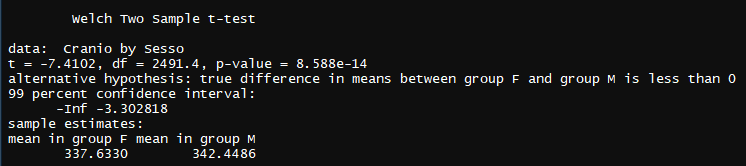 Welch Two Sample t-test
data:  Cranio by Sesso
t = -7.4102, df = 2491.4, p-value = 8.588e-14
alternative hypothesis: true difference in means between group F and group M is less than 0
99 percent confidence interval:
-Inf -3.302818
sample estimates:
mean in group F mean in group M
337.6330        342.4486